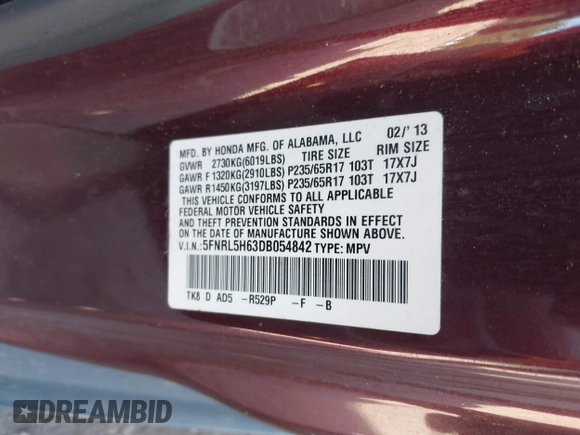 MFD. BY HONDA MFG. OF ALABAMA, LLC 02/'13
GVWR 2730KG(6019LBS) TIRE SIZE RIM SIZE
GAWR F 1320KG(2910LBS) P235/65R17 103T 17X7J
GAWR R1450KG(3197LBS) P235/65R17 103T 17X7J
THIS VEHICLE CONFORMS TO ALL APPLICABLE
FEDERAL MOTOR VEHICLE SAFETY
AND THEFT PREVENTION STANDARDS IN
EFFECT ON THE DATE OF MANUFACTURE SHOWN ABOVE.
V.I.N.:5FNRL5H63DB054842 TYPE: MPV
TK8 D AD5 -R529P -F -B
DREAMBID